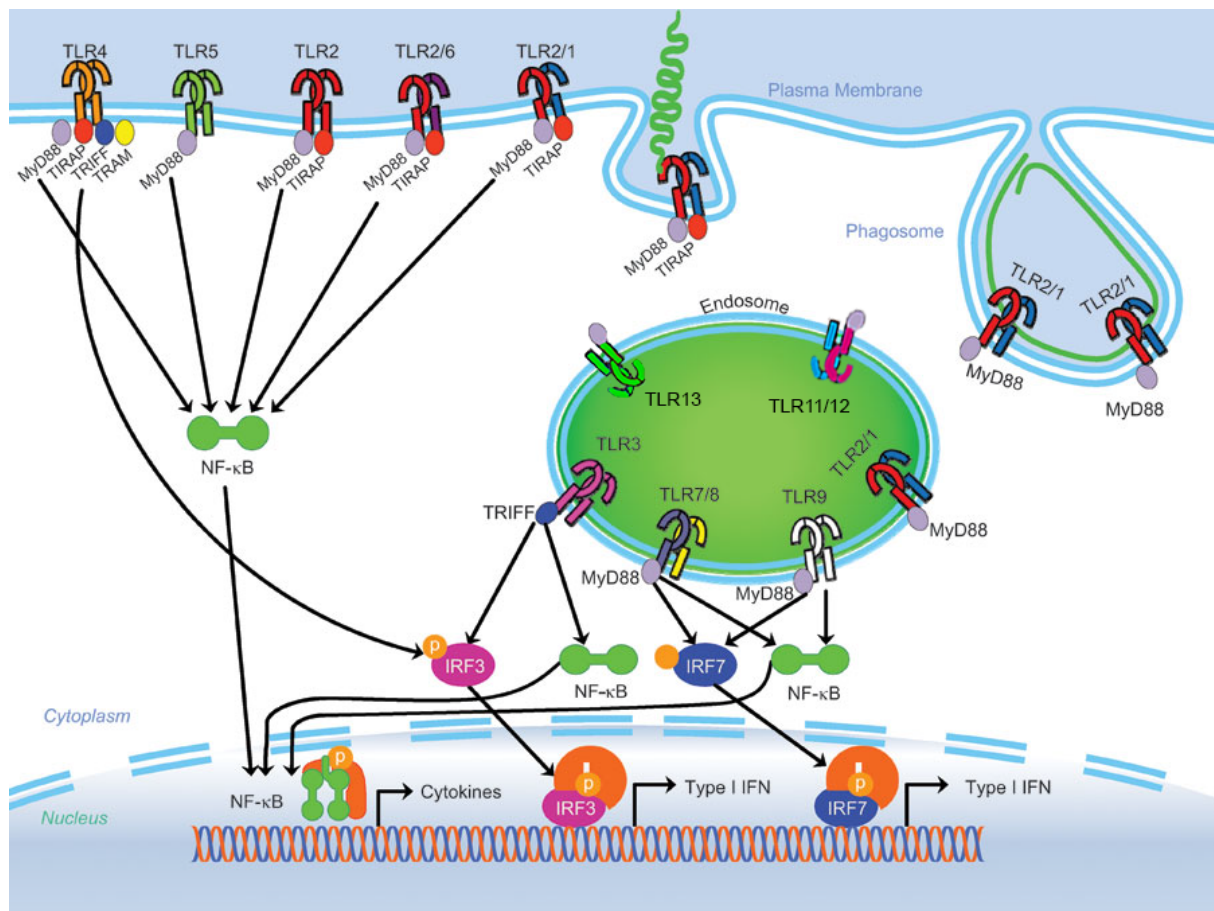 TLR4
TLR5
TLR2
TLR2/6
TLR2/1
Plasma Membrane
MyD88
TIRAP
TRIFF
TRAM
MyD88
MyD88
TIRAP
MyD88
TIRAP
MyD88
TIRAP
MyD88
TIRAP
Phagosome
TLR2/1
TLR2/1
MyD88
MyD88
Endosome
TLR13
TLR11/12
TLR3
TLR2/1
TLR7/8
TLR9
TRIFF
MyD88
MyD88
MyD88
NF-κB
P
IRF3
NF-κB
IRF7
NF-κB
Cytoplasm
Nucleus
NF-κB
P
Cytokines
P
IRF3
Type I IFN
P
IRF7
Type I IFN